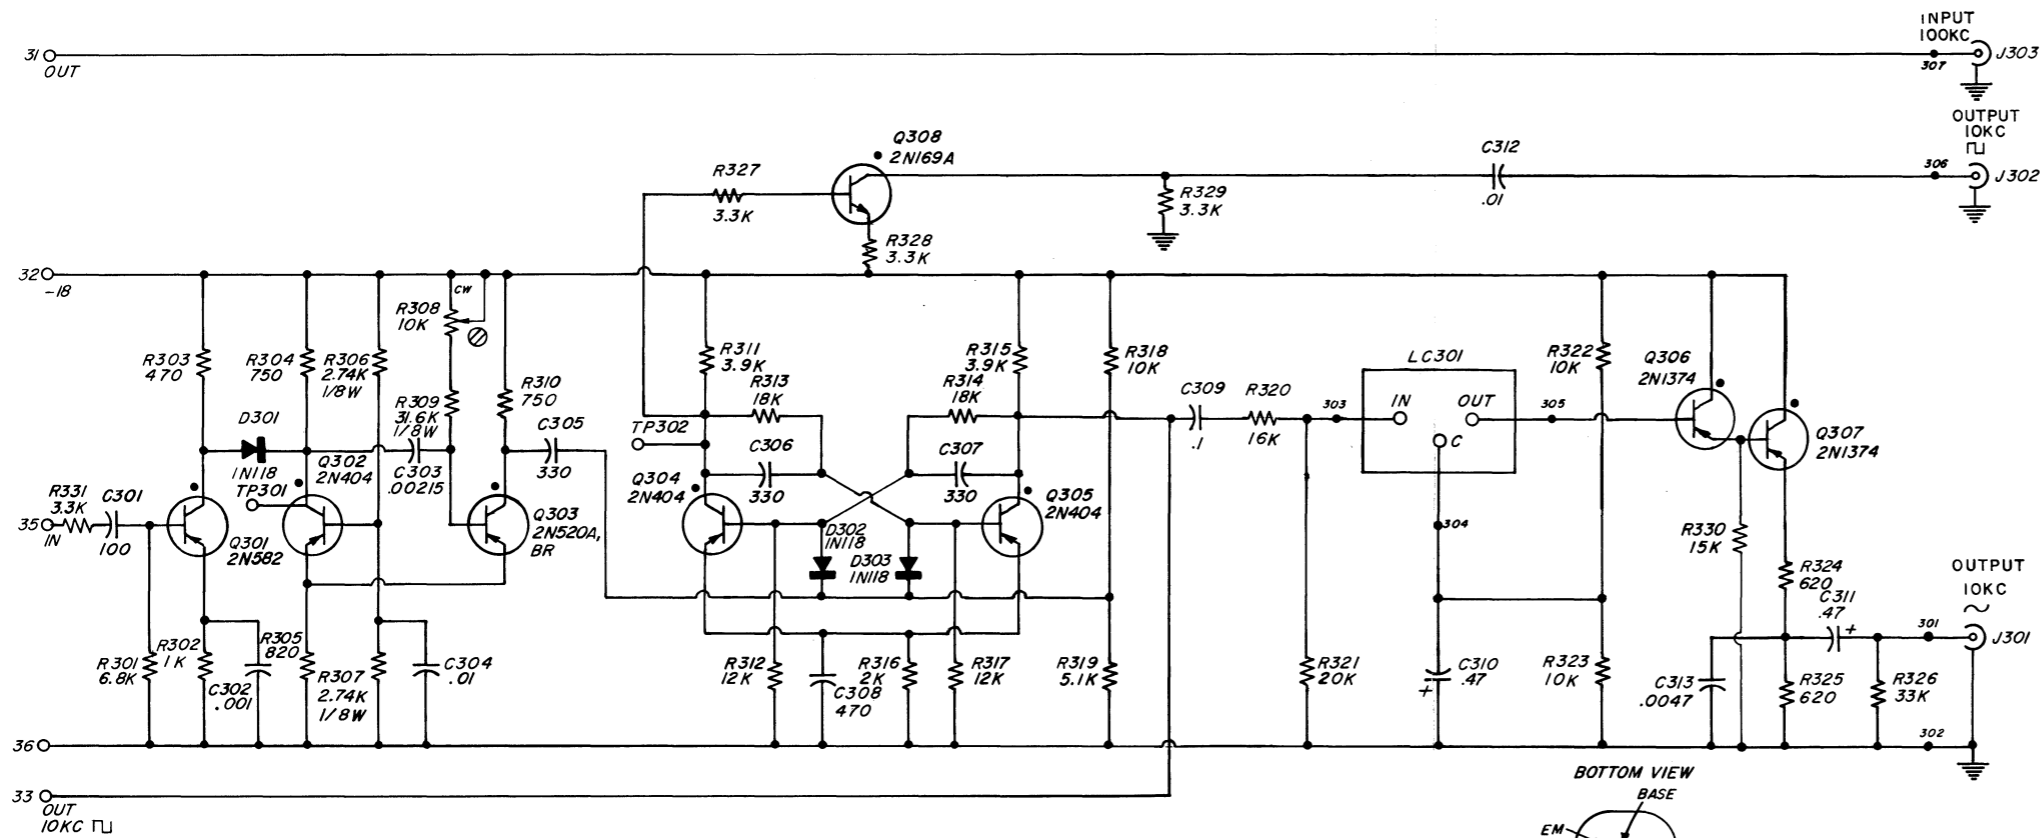 INPUT
100KC
J303
307
31
OUT
OUTPUT
10KC
306
J302
Q308
2N169A
C312
.01
R327
3.3K
R329
3.3K
R328
3.3K
32
-18
CW
R308
10K
R303
470
R304
750
R306
2.74K
1/8W
R309
31.6K
1/8W
R310
750
D301
1N118
C303
.00215
C305
330
R311
3.9K
R313
18K
R315
3.9K
R314
18K
R318
10K
C309
.1
R320
16K
303
LC301
IN
OUT
C
305
R322
10K
Q306
2N1374
Q307
2N1374
TP302
C306
330
C307
330
Q302
2N404
TP301
Q304
2N404
Q305
2N404
R331
3.3K
C301
100
35
IN
Q301
2N582
Q303
2N520A,
BR
D302
1N118
D303
1N118
304
R330
15K
R324
620
C311
.47
+
OUTPUT
10KC
301
J301
R301
6.8K
R302
1K
C302
.001
R305
820
R307
2.74K
1/8W
C304
.01
R312
12K
C308
470
R316
2K
R317
12K
R319
5.1K
R321
20K
C310
.47
+
R323
10K
C313
.0047
R325
620
R326
33K
36
302
33
OUT
10KC
BOTTOM VIEW
BASE
EM